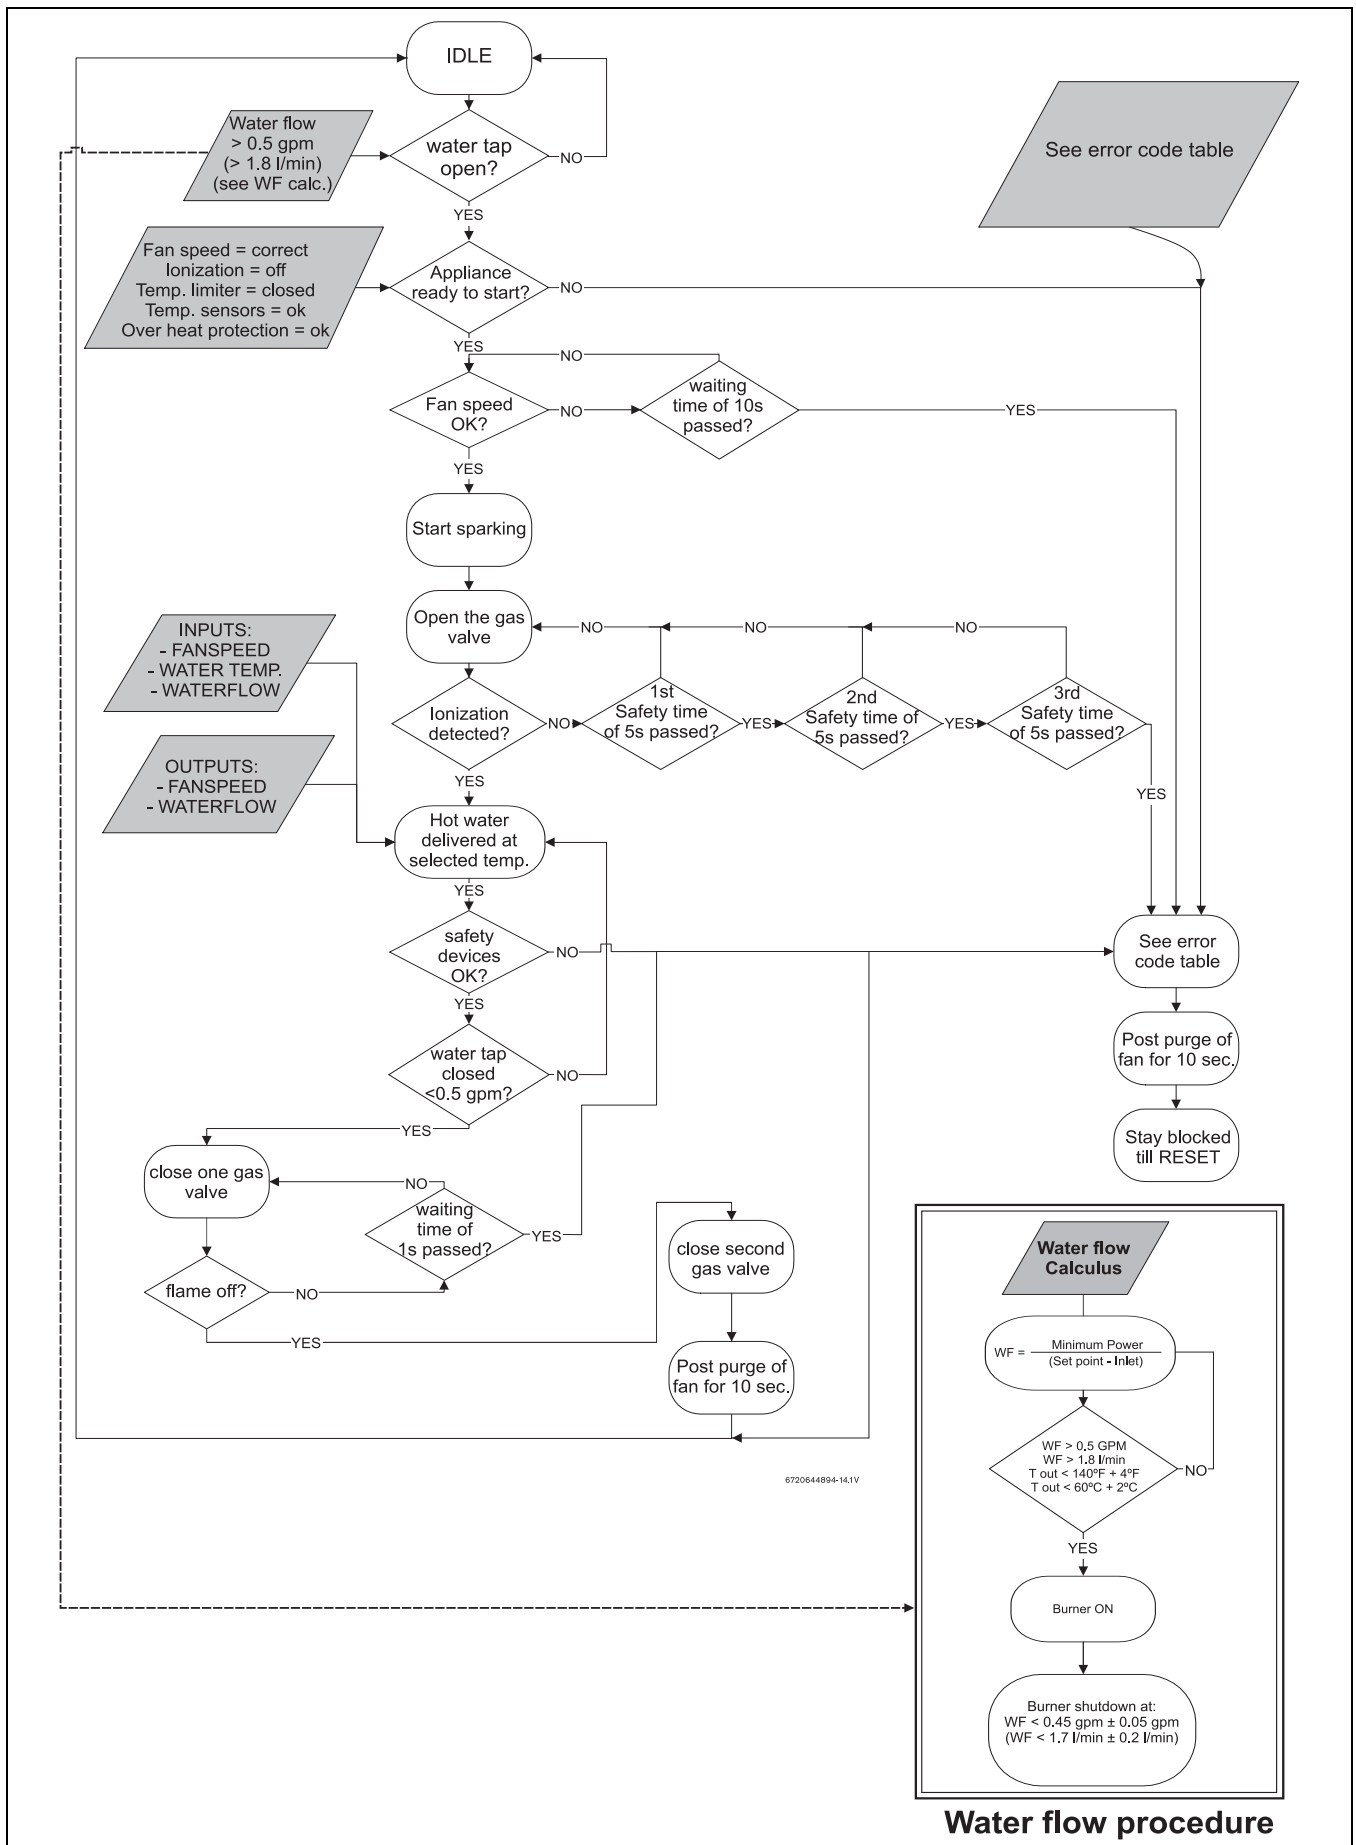 IDLE
Water flow
> 0.5 gpm
(> 1.8 l/min)
(see WF calc.)
water tap
open?
NO
See error code table
YES
Fan speed = correct
Ionization = off
Temp. limiter = closed
Temp. sensors = ok
Over heat protection = ok
Appliance
ready to start?
NO
YES
NO
Fan speed
OK?
NO
waiting
time of 10s
passed?
YES
YES
Start sparking
Open the gas
valve
NO
NO
NO
INPUTS:
- FANSPEED
- WATER TEMP.
- WATERFLOW
Ionization
detected?
NO
1st
Safety time
of 5s passed?
YES
2nd
Safety time of
5s passed?
YES
3rd
Safety time
of 5s passed?
YES
YES
OUTPUTS:
- FANSPEED
- WATERFLOW
Hot water
delivered at
selected temp.
YES
safety
devices
OK?
NO
See error
code table
YES
water tap
closed
<0.5 gpm?
NO
Post purge of
fan for 10 sec.
YES
Stay blocked
till RESET
close one gas
valve
NO
waiting
time of
1s passed?
YES
flame off?
NO
YES
close second
gas valve
Post purge of
fan for 10 sec.
6720644894-14.1V
Water flow
Calculus
WF = Minimum Power
(Set point - Inlet)
WF > 0.5 GPM
WF > 1.8 l/min
T out < 140ºF + 4ºF
T out < 60ºC + 2ºC
NO
YES
Burner ON
Burner shutdown at:
WF < 0.45 gpm ± 0.05 gpm
(WF < 1.7 l/min ± 0.2 l/min)
Water flow procedure